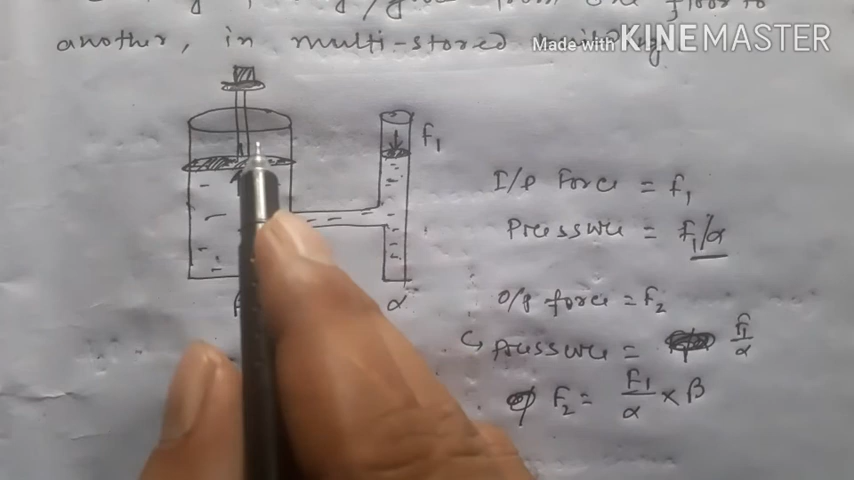 another, in multi-stored
Made with KINEMASTER
F1
I/P Force = F1
Pressure = F1/α
O/P force = F2
↳ Pressure = F1/α
F2 = F1/α × β
α